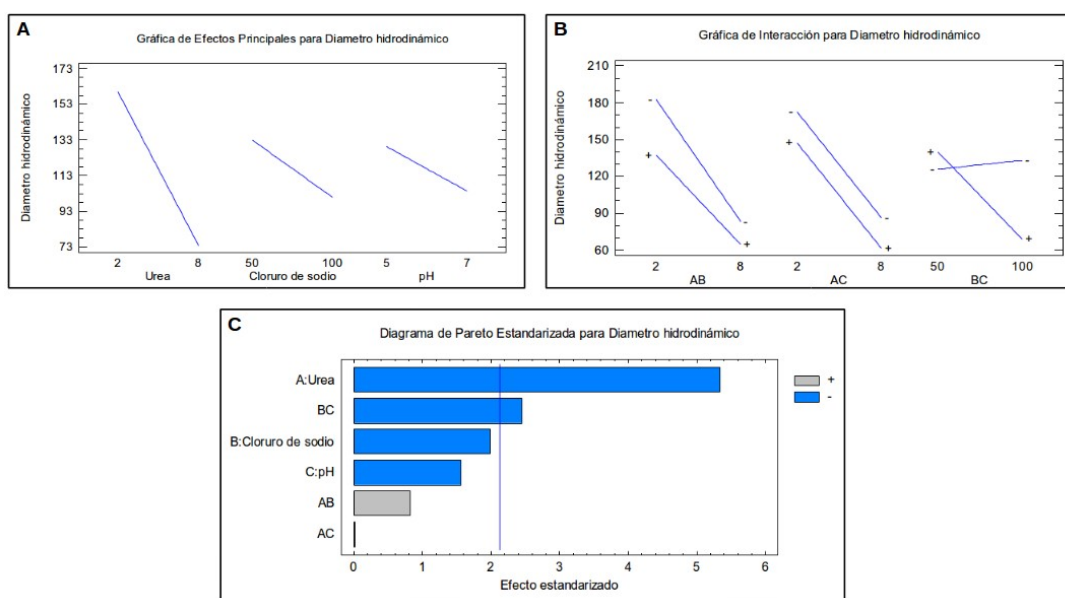 A
Gráfica de Efectos Principales para Diametro hidrodinámico
Diametro hidrodinámico
173
153
133
113
93
73
2 8 50 100 5 7
Urea Cloruro de sodio pH
B
Gráfica de Interacción para Diametro hidrodinámico
Diametro hidrodinámico
210
180
150
120
90
60
- + - + - + - + + - - +
2 8 2 8 50 100
AB AC BC
C
Diagrama de Pareto Estandarizada para Diametro hidrodinámico
A:Urea
BC
B:Cloruro de sodio
C:pH
AB
AC
0 1 2 3 4 5 6
Efecto estandarizado
+
-